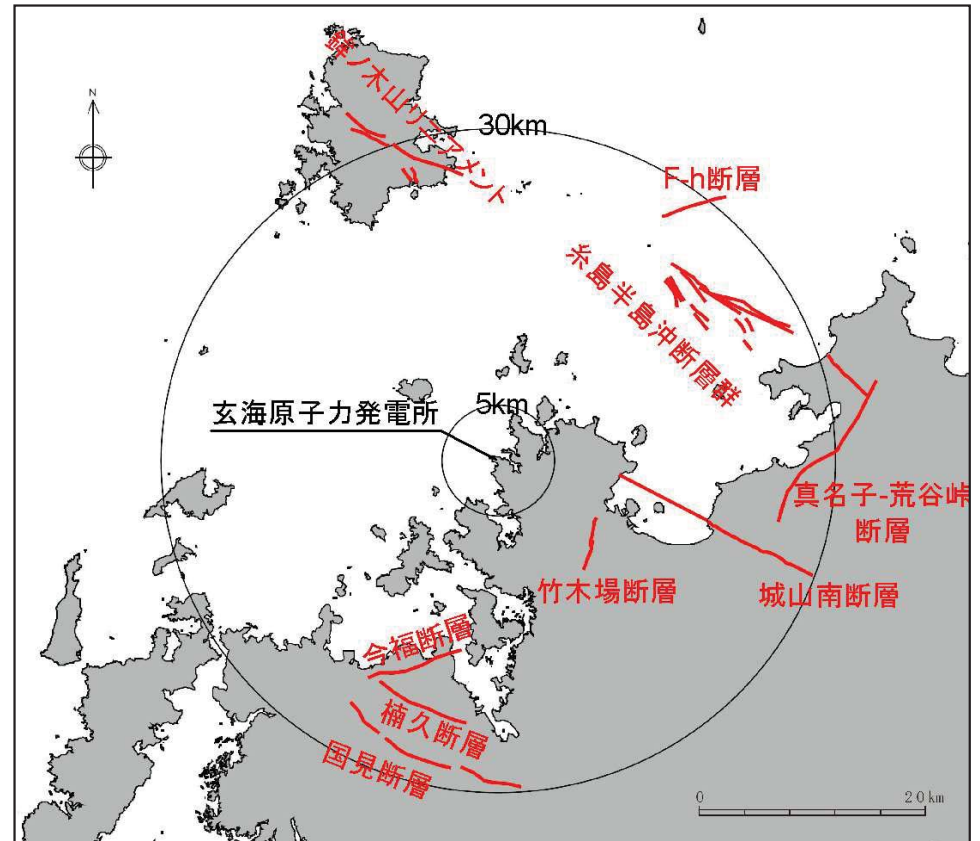 鉢ノ木山リニアメント
N
30km
F-h断層
糸島半島沖断層群
5km
玄海原子力発電所
真名子-荒谷峠
断層
竹木場断層
城山南断層
今福断層
楠久断層
国見断層
0
20km